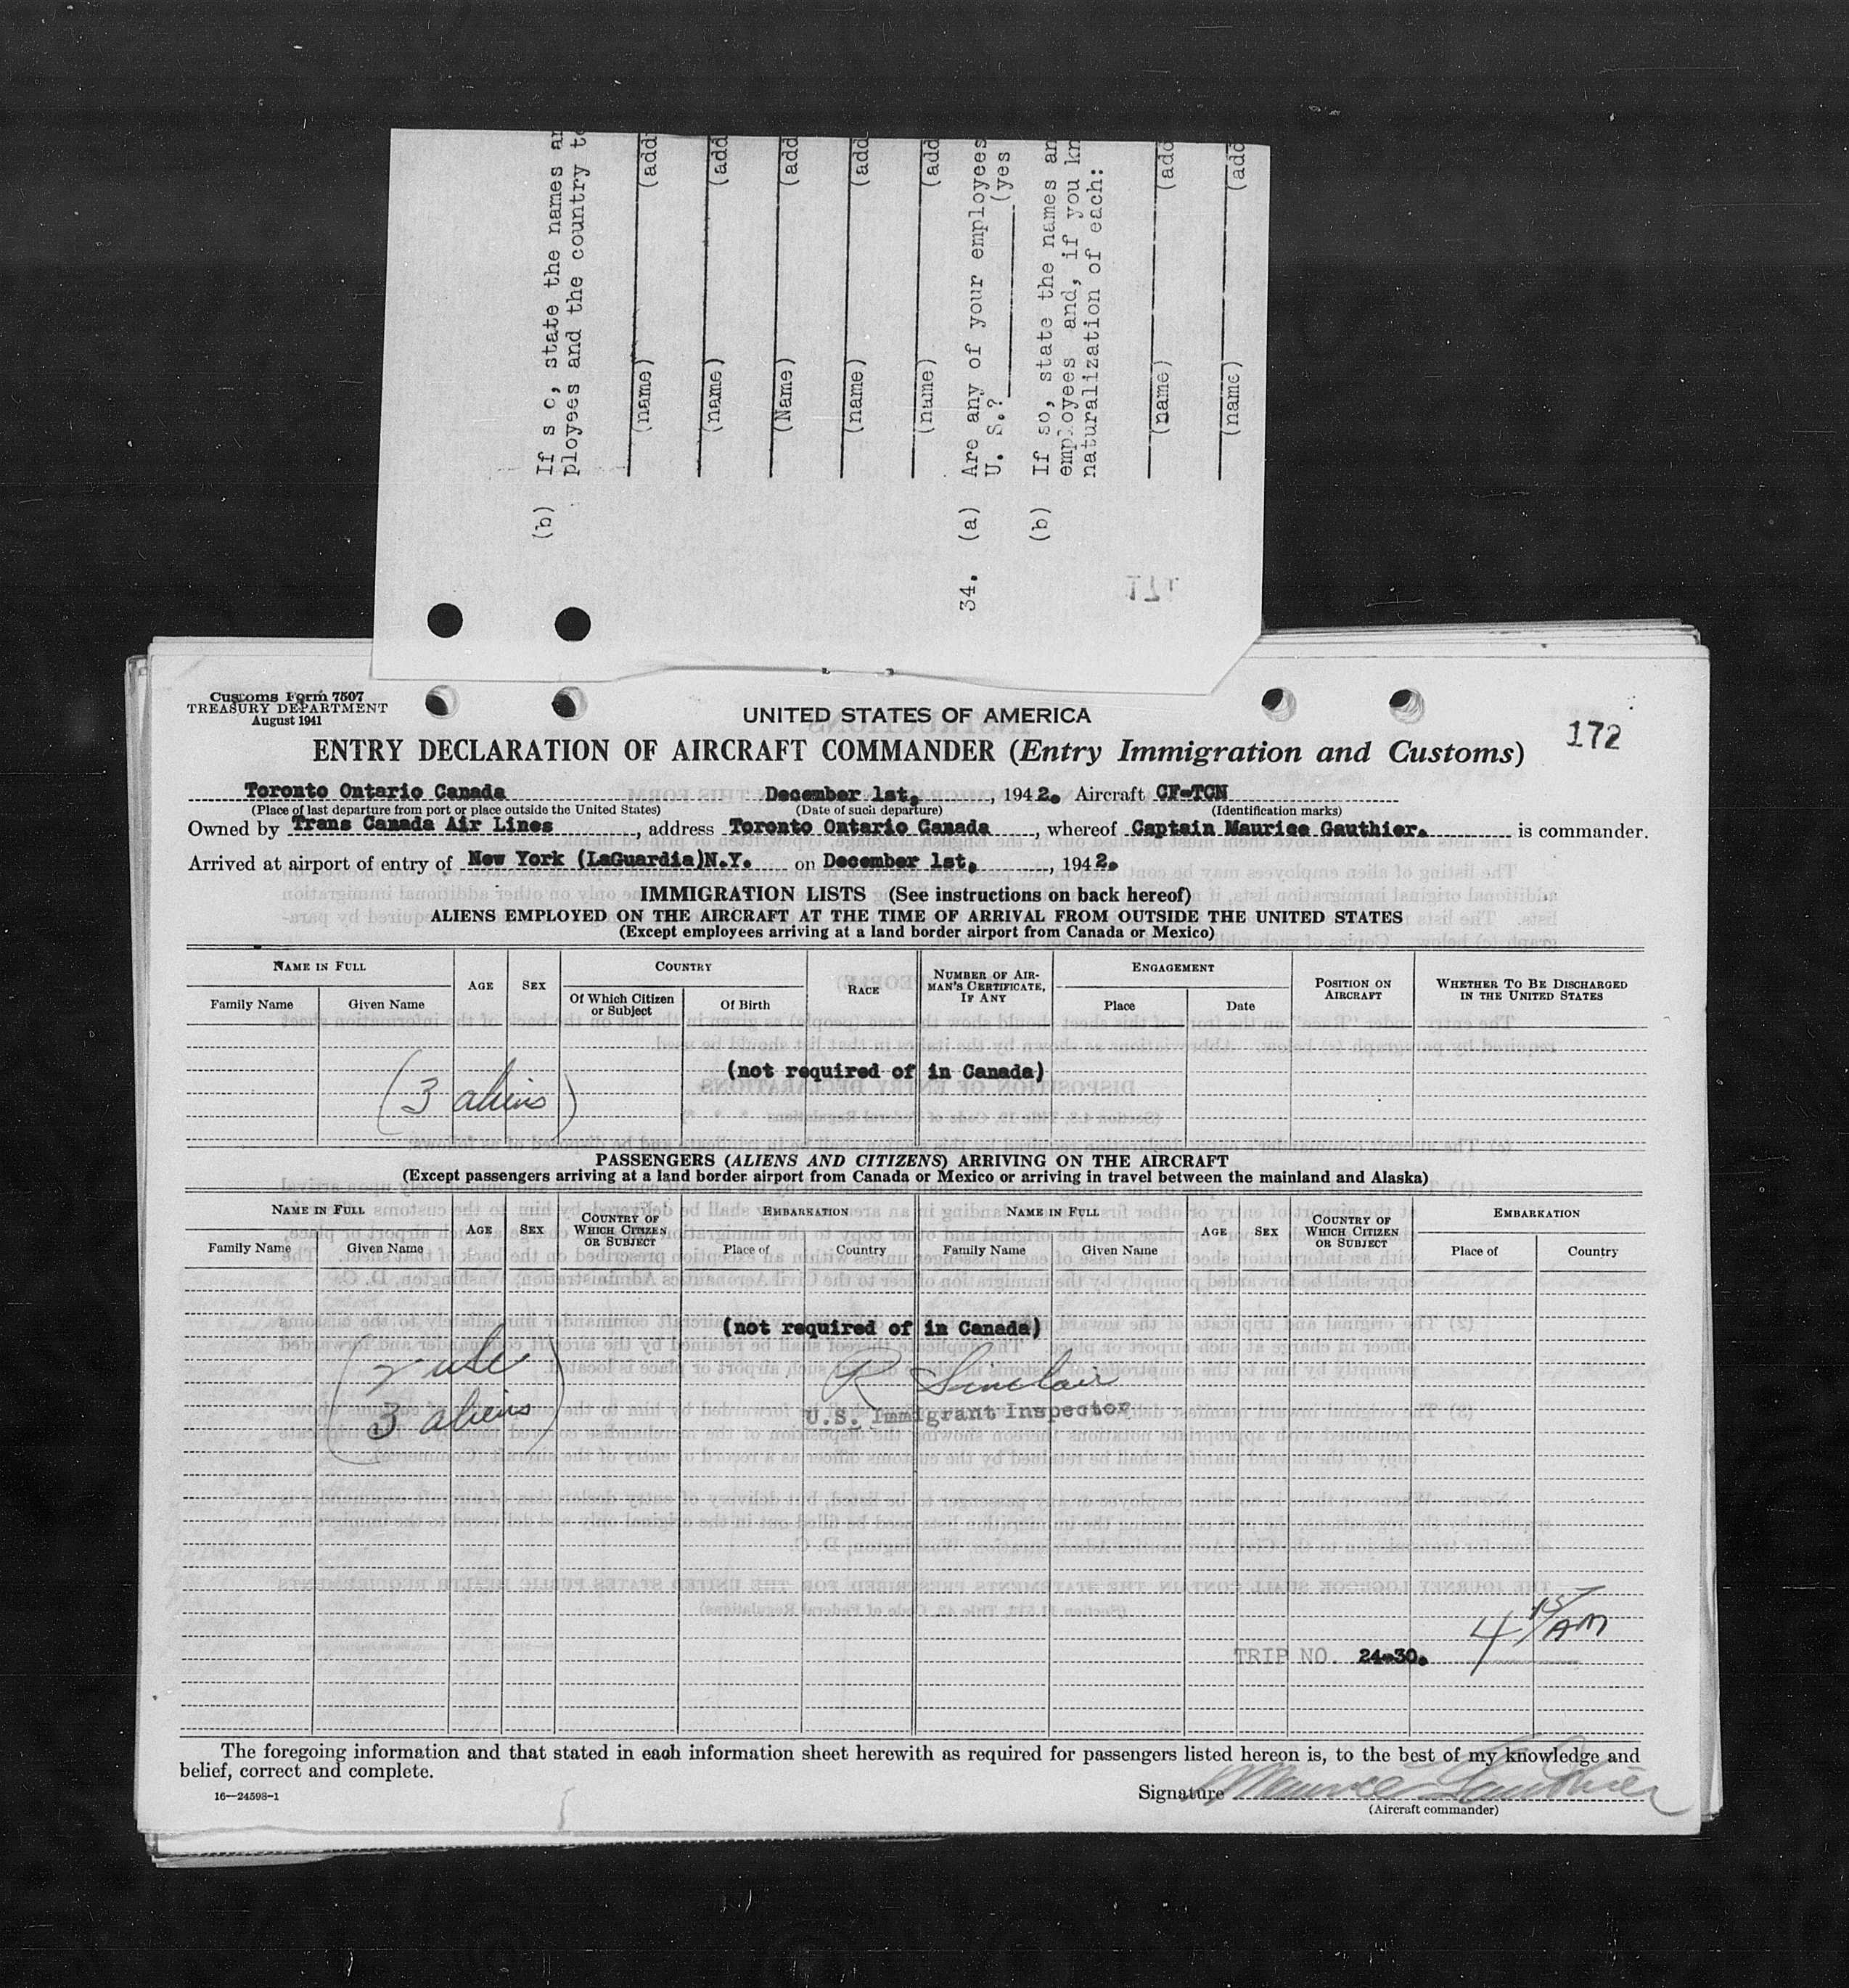 (b) If s o, state the names
ployees and the country
(name)
(name)
(Name)
(name)
(name)
34. (a) Are any of your employees
U. S.? (yes
(b) If so, state the names
employees and, if you
naturalization of each:
(name)
(name)
171
Customs Form 7507
TREASURY DEPARTMENT
August 1941
UNITED STATES OF AMERICA
172
ENTRY DECLARATION OF AIRCRAFT COMMANDER (Entry Immigration and Customs)
Toronto Ontario Canada December 1st, , 1942. Aircraft CF-TCN
(Place of last departure from port or place outside the United States) (Date of such departure) (Identification marks)
Owned by Trans Canada Air Lines , address Toronto Ontario Canada , whereof Captain Maurice Gauthier. is commander.
Arrived at airport of entry of New York (LaGuardia)N.Y. on December 1st, , 1942.
IMMIGRATION LISTS (See instructions on back hereof)
ALIENS EMPLOYED ON THE AIRCRAFT AT THE TIME OF ARRIVAL FROM OUTSIDE THE UNITED STATES
(Except employees arriving at a land border airport from Canada or Mexico)
NAME IN FULL AGE SEX COUNTRY RACE NUMBER OF AIRMAN'S CERTIFICATE, IF ANY ENGAGEMENT POSITION ON AIRCRAFT WHETHER TO BE DISCHARGED IN THE UNITED STATES
Family Name Given Name Of Which Citizen or Subject Of Birth Place Date
(not required of in Canada)
(3 aliens)
PASSENGERS (ALIENS AND CITIZENS) ARRIVING ON THE AIRCRAFT
(Except passengers arriving at a land border airport from Canada or Mexico or arriving in travel between the mainland and Alaska)
NAME IN FULL AGE SEX COUNTRY OF WHICH CITIZEN OR SUBJECT EMBARKATION NAME IN FULL AGE SEX COUNTRY OF WHICH CITIZEN OR SUBJECT EMBARKATION
Family Name Given Name Place of Country Family Name Given Name Place of Country
(not required of in Canada)
R Sinclair
U.S. Immigrant Inspector
3 aliens
4 15 AM
TRIP NO. 24-30.
The foregoing information and that stated in each information sheet herewith as required for passengers listed hereon is, to the best of my knowledge and
belief, correct and complete.
Signature Maurice Gauthier
(Aircraft commander)
16—24598-1